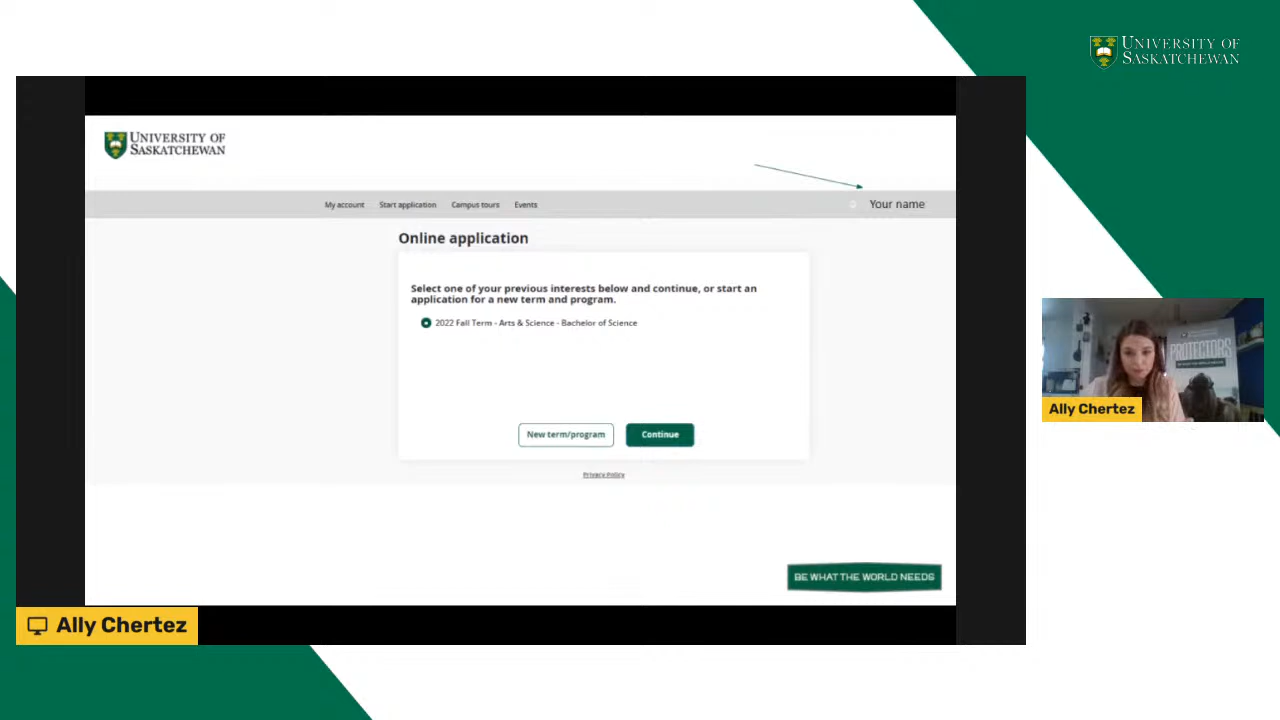 UNIVERSITY OF
SASKATCHEWAN
UNIVERSITY OF
SASKATCHEWAN
My account
Start application
Campus tours
Events
Your name
Online application
Select one of your previous interests below and continue, or start an
application for a new term and program.
2022 Fall Term - Arts & Science - Bachelor of Science
New term/program
Continue
Privacy Policy
BE WHAT THE WORLD NEEDS
PROTECTORS
Ally Chertez
Ally Chertez